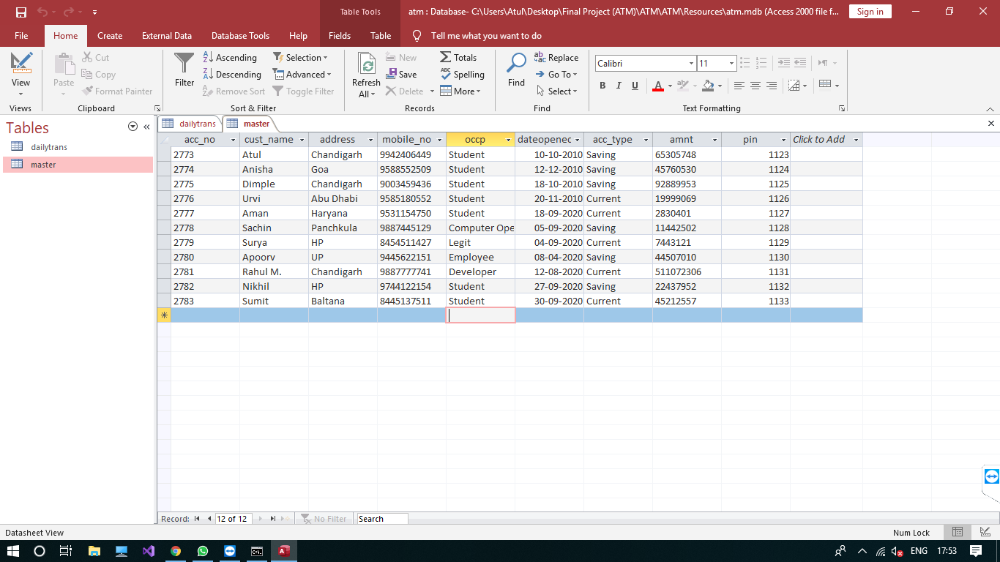 Table Tools
atm : Database- C:\Users\Atul\Desktop\Final Project (ATM)\ATM\ATM\Resources\atm.mdb (Access 2000 file f...
Sign in
File Home Create External Data Database Tools Help Fields Table Tell me what you want to do
View
Views
Paste
Cut
Copy
Format Painter
Clipboard
Filter
Ascending
Descending
Remove Sort
Selection
Advanced
Toggle Filter
Sort & Filter
Refresh
All
New
Save
Delete
Totals
Spelling
More
Records
Find
Replace
Go To
Select
Find
Calibri 11
B I U A
Text Formatting
Tables
dailytrans
master
dailytrans master
acc_no cust_name address mobile_no occp dateopenec acc_type amnt pin Click to Add
2773 Atul Chandigarh 9942406449 Student 10-10-2010 Saving 65305748 1123
2774 Anisha Goa 9588552509 Student 12-12-2010 Saving 45760530 1124
2775 Dimple Chandigarh 9003459436 Student 18-10-2010 Saving 92889953 1125
2776 Urvi Abu Dhabi 9585180552 Student 20-11-2010 Current 19999069 1126
2777 Aman Haryana 9531154750 Student 18-09-2020 Current 2830401 1127
2778 Sachin Panchkula 9887445129 Computer Ope 05-09-2020 Saving 11442502 1128
2779 Surya HP 8454511427 Legit 04-09-2020 Current 7443121 1129
2780 Apoorv UP 9445622151 Employee 08-04-2020 Saving 44507010 1130
2781 Rahul M. Chandigarh 9887777741 Developer 12-08-2020 Current 511072306 1131
2782 Nikhil HP 9744122154 Student 27-09-2020 Saving 22437952 1132
2783 Sumit Baltana 8445137511 Student 30-09-2020 Current 45212557 1133
Record: 12 of 12 No Filter Search
Datasheet View Num Lock
ENG 17:53